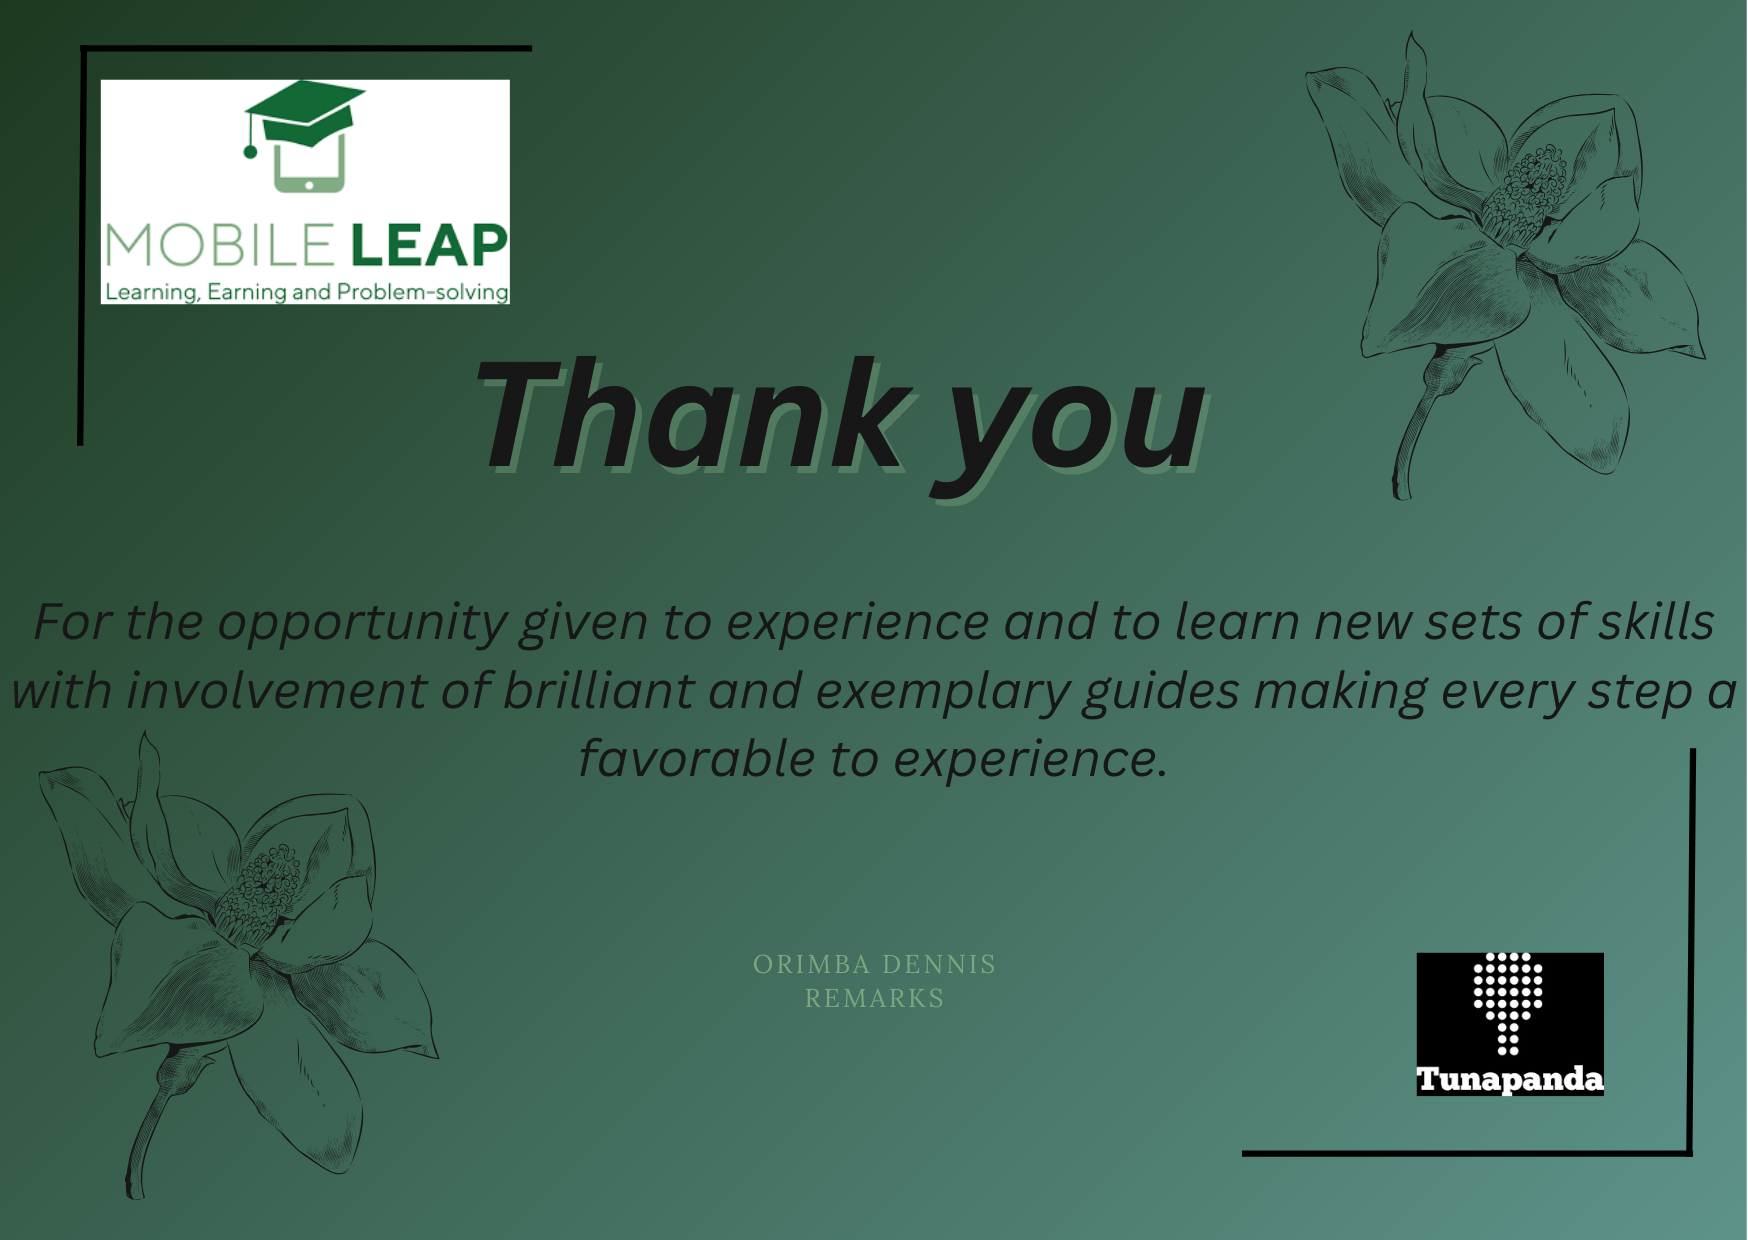 MOBILE LEAP
Learning, Earning and Problem-solving
Thank you
For the opportunity given to experience and to learn new sets of skills
with involvement of brilliant and exemplary guides making every step a
favorable to experience.
ORIMBA DENNIS
REMARKS
Tunapanda